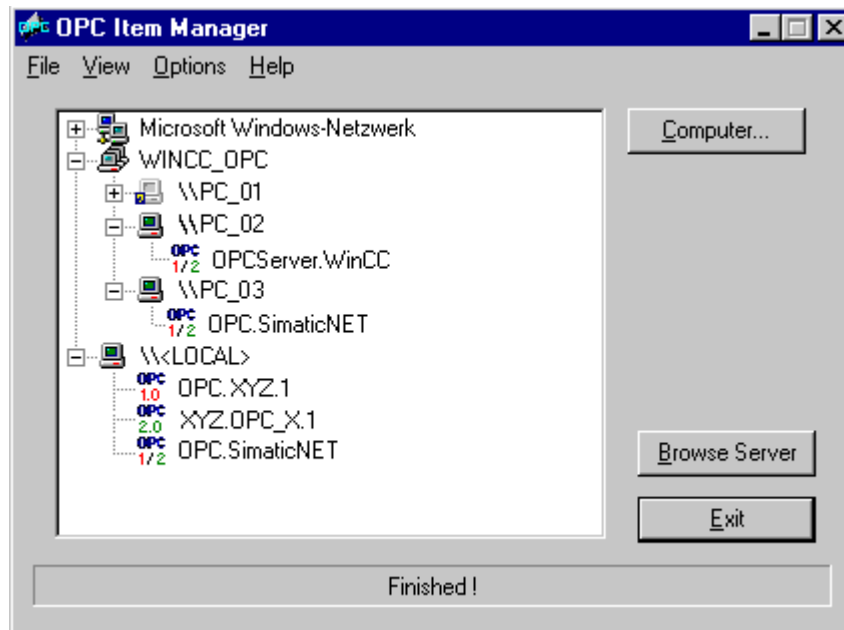 OPC OPC Item Manager
File View Options Help
Microsoft Windows-Netzwerk
Computer...
WINCC_OPC
\\PC_01
\\PC_02
OPC 1/2 OPCServer.WinCC
\\PC_03
OPC 1/2 OPC.SimaticNET
\\<LOCAL>
OPC 1.0 OPC.XYZ.1
OPC 2.0 XYZ.OPC_X.1
OPC 1/2 OPC.SimaticNET
Browse Server
Exit
Finished !